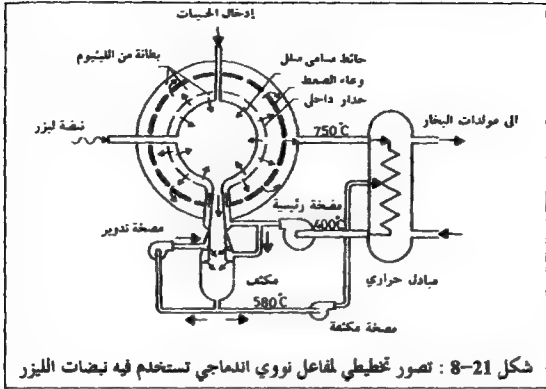 إدخال الحبيبات
بطانة من الليثيوم
حائط مسامي مبلل
وعاء الضغط
جدار داخلي
نبضة ليزر
750°C
الى مولدات البخار
مضخة رئيسية
400°C
مضخة تدوير
مكثف
580°C
مبادل حراري
مضخة مكثفة
شكل 21–8 : تصور تخطيطي لمفاعل نووي اندماجي تستخدم فيه نبضات الليزر